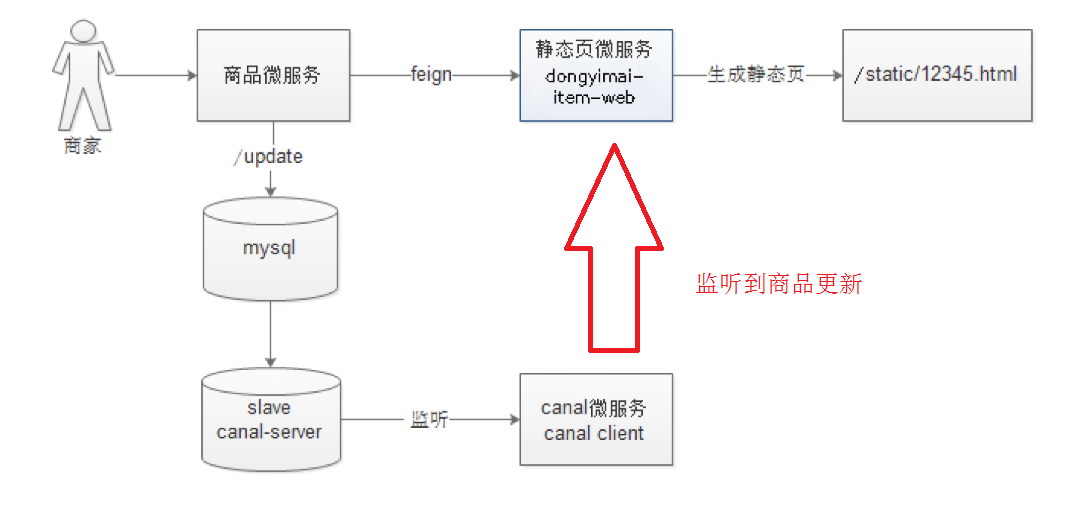 商家
商品微服务
feign
静态页微服务
dongyimai-
item-web
生成静态页
/static/12345.html
/update
mysql
监听到商品更新
slave
canal-server
监听
canal微服务
canal client